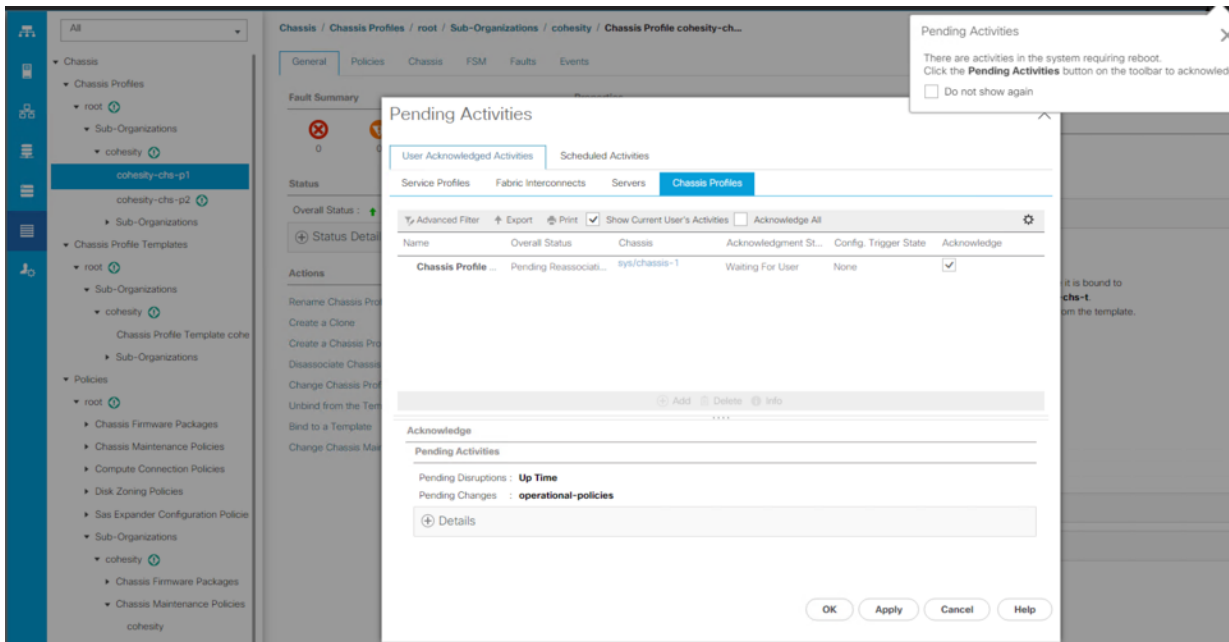 All
Chassis
Chassis Profiles
root
Sub-Organizations
cohesity
cohesity-chs-p1
cohesity-chs-p2
Sub-Organizations
Chassis Profile Templates
root
Sub-Organizations
cohesity
Chassis Profile Template cohe
Sub-Organizations
Policies
root
Chassis Firmware Packages
Chassis Maintenance Policies
Compute Connection Policies
Disk Zoning Policies
Sas Expander Configuration Policie
Sub-Organizations
cohesity
Chassis Firmware Packages
Chassis Maintenance Policies
cohesity
Chassis / Chassis Profiles / root / Sub-Organizations / cohesity / Chassis Profile cohesity-ch...
General Policies Chassis FSM Faults Events
Fault Summary
0
Status
Overall Status :
Status Detail
Actions
Rename Chassis Prof
Create a Clone
Create a Chassis Pro
Disassociate Chassis
Change Chassis Prof
Unbind from the Tem
Bind to a Template
Change Chassis Mai
Pending Activities
There are activities in the system requiring reboot.
Click the Pending Activities button on the toolbar to acknowled
Do not show again
Pending Activities
User Acknowledged Activities Scheduled Activities
Service Profiles Fabric Interconnects Servers Chassis Profiles
Advanced Filter Export Print Show Current User's Activities Acknowledge All
Name Overall Status Chassis Acknowledgment St... Config. Trigger State Acknowledge
Chassis Profile ... Pending Reassociati... sys/chassis-1 Waiting For User None
Add Delete Info
Acknowledge
Pending Activities
Pending Disruptions : Up Time
Pending Changes : operational-policies
Details
OK Apply Cancel Help
it is bound to
chs-t.
om the template.